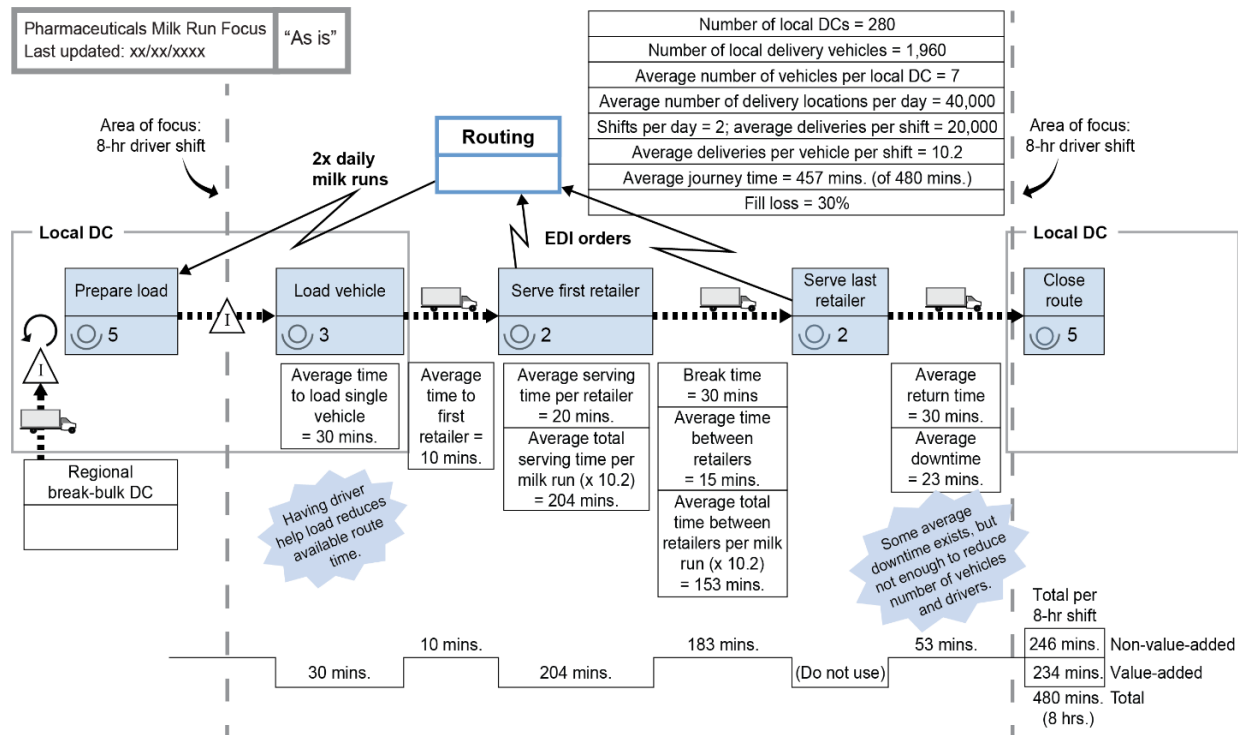 Pharmaceuticals Milk Run Focus
Last updated: xx/xx/xxxx
“As is”
Number of local DCs = 280
Number of local delivery vehicles = 1,960
Average number of vehicles per local DC = 7
Average number of delivery locations per day = 40,000
Shifts per day = 2; average deliveries per shift = 20,000
Average deliveries per vehicle per shift = 10.2
Average journey time = 457 mins. (of 480 mins.)
Fill loss = 30%
Area of focus:
8-hr driver shift
2x daily
milk runs
Routing
Area of focus:
8-hr driver shift
Local DC
EDI orders
Local DC
Prepare load
5
I
Load vehicle
3
Serve first retailer
2
Serve last
retailer
2
Close
route
5
I
Regional
break-bulk DC
Average time
to load single
vehicle
= 30 mins.
Average
time to
first
retailer =
10 mins.
Average serving
time per retailer
= 20 mins.
Average total
serving time per
milk run (x 10.2)
= 204 mins.
Break time
= 30 mins
Average time
between
retailers
= 15 mins.
Average total
time between
retailers per milk
run (x 10.2)
= 153 mins.
Average
return time
= 30 mins.
Average
downtime
= 23 mins.
Having driver
help load reduces
available route
time.
Some average
downtime exists, but
not enough to reduce
number of vehicles
and drivers.
Total per
8-hr shift
10 mins.
183 mins.
53 mins.
246 mins. Non-value-added
30 mins.
204 mins.
(Do not use)
234 mins. Value-added
480 mins. Total
(8 hrs.)